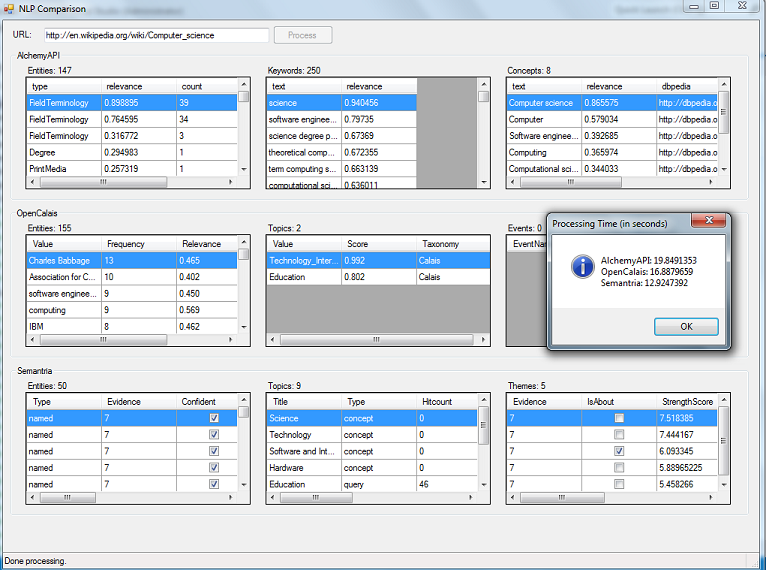 NLP Comparison
URL: http://en.wikipedia.org/wiki/Computer_science Process
AlchemyAPI
Entities: 147 Keywords: 250 Concepts: 8
type relevance count text relevance text relevance dbpedia
FieldTerminology 0.898895 39 science 0.940456 Computer science 0.865575 http://dbpedia.o
FieldTerminology 0.764595 34 software enginee... 0.79735 Computer 0.579034 http://dbpedia.o
FieldTerminology 0.316772 3 science degree p... 0.67369 Software enginee... 0.392685 http://dbpedia.o
Degree 0.294983 1 theoretical comp... 0.672355 Computing 0.365974 http://dbpedia.o
PrintMedia 0.257319 1 term computing s... 0.663139 Computational sci... 0.344033 http://dbpedia.o
computational sci... 0.636011
OpenCalais
Entities: 155 Topics: 2 Events: 0
Value Frequency Relevance Value Score Taxonomy EventNam
Charles Babbage 13 0.465 Technology_Inter... 0.992 Calais
Association for C... 10 0.402 Education 0.802 Calais
software enginee... 9 0.450
computing 9 0.569
IBM 8 0.462
Processing Time (in seconds)
AlchemyAPI: 19.8491353
OpenCalais: 16.8879659
Semantria: 12.9247392
OK
Semantria
Entities: 50 Topics: 9 Themes: 5
Type Evidence Confident Title Type Hitcount Evidence IsAbout StrengthScore
named 7 Science concept 0 7 7.518385
named 7 Technology concept 0 7 7.444167
named 7 Software and Int... concept 0 7 6.093345
named 7 Hardware concept 0 7 5.88965225
named 7 Education query 46 7 5.458266
Done processing.